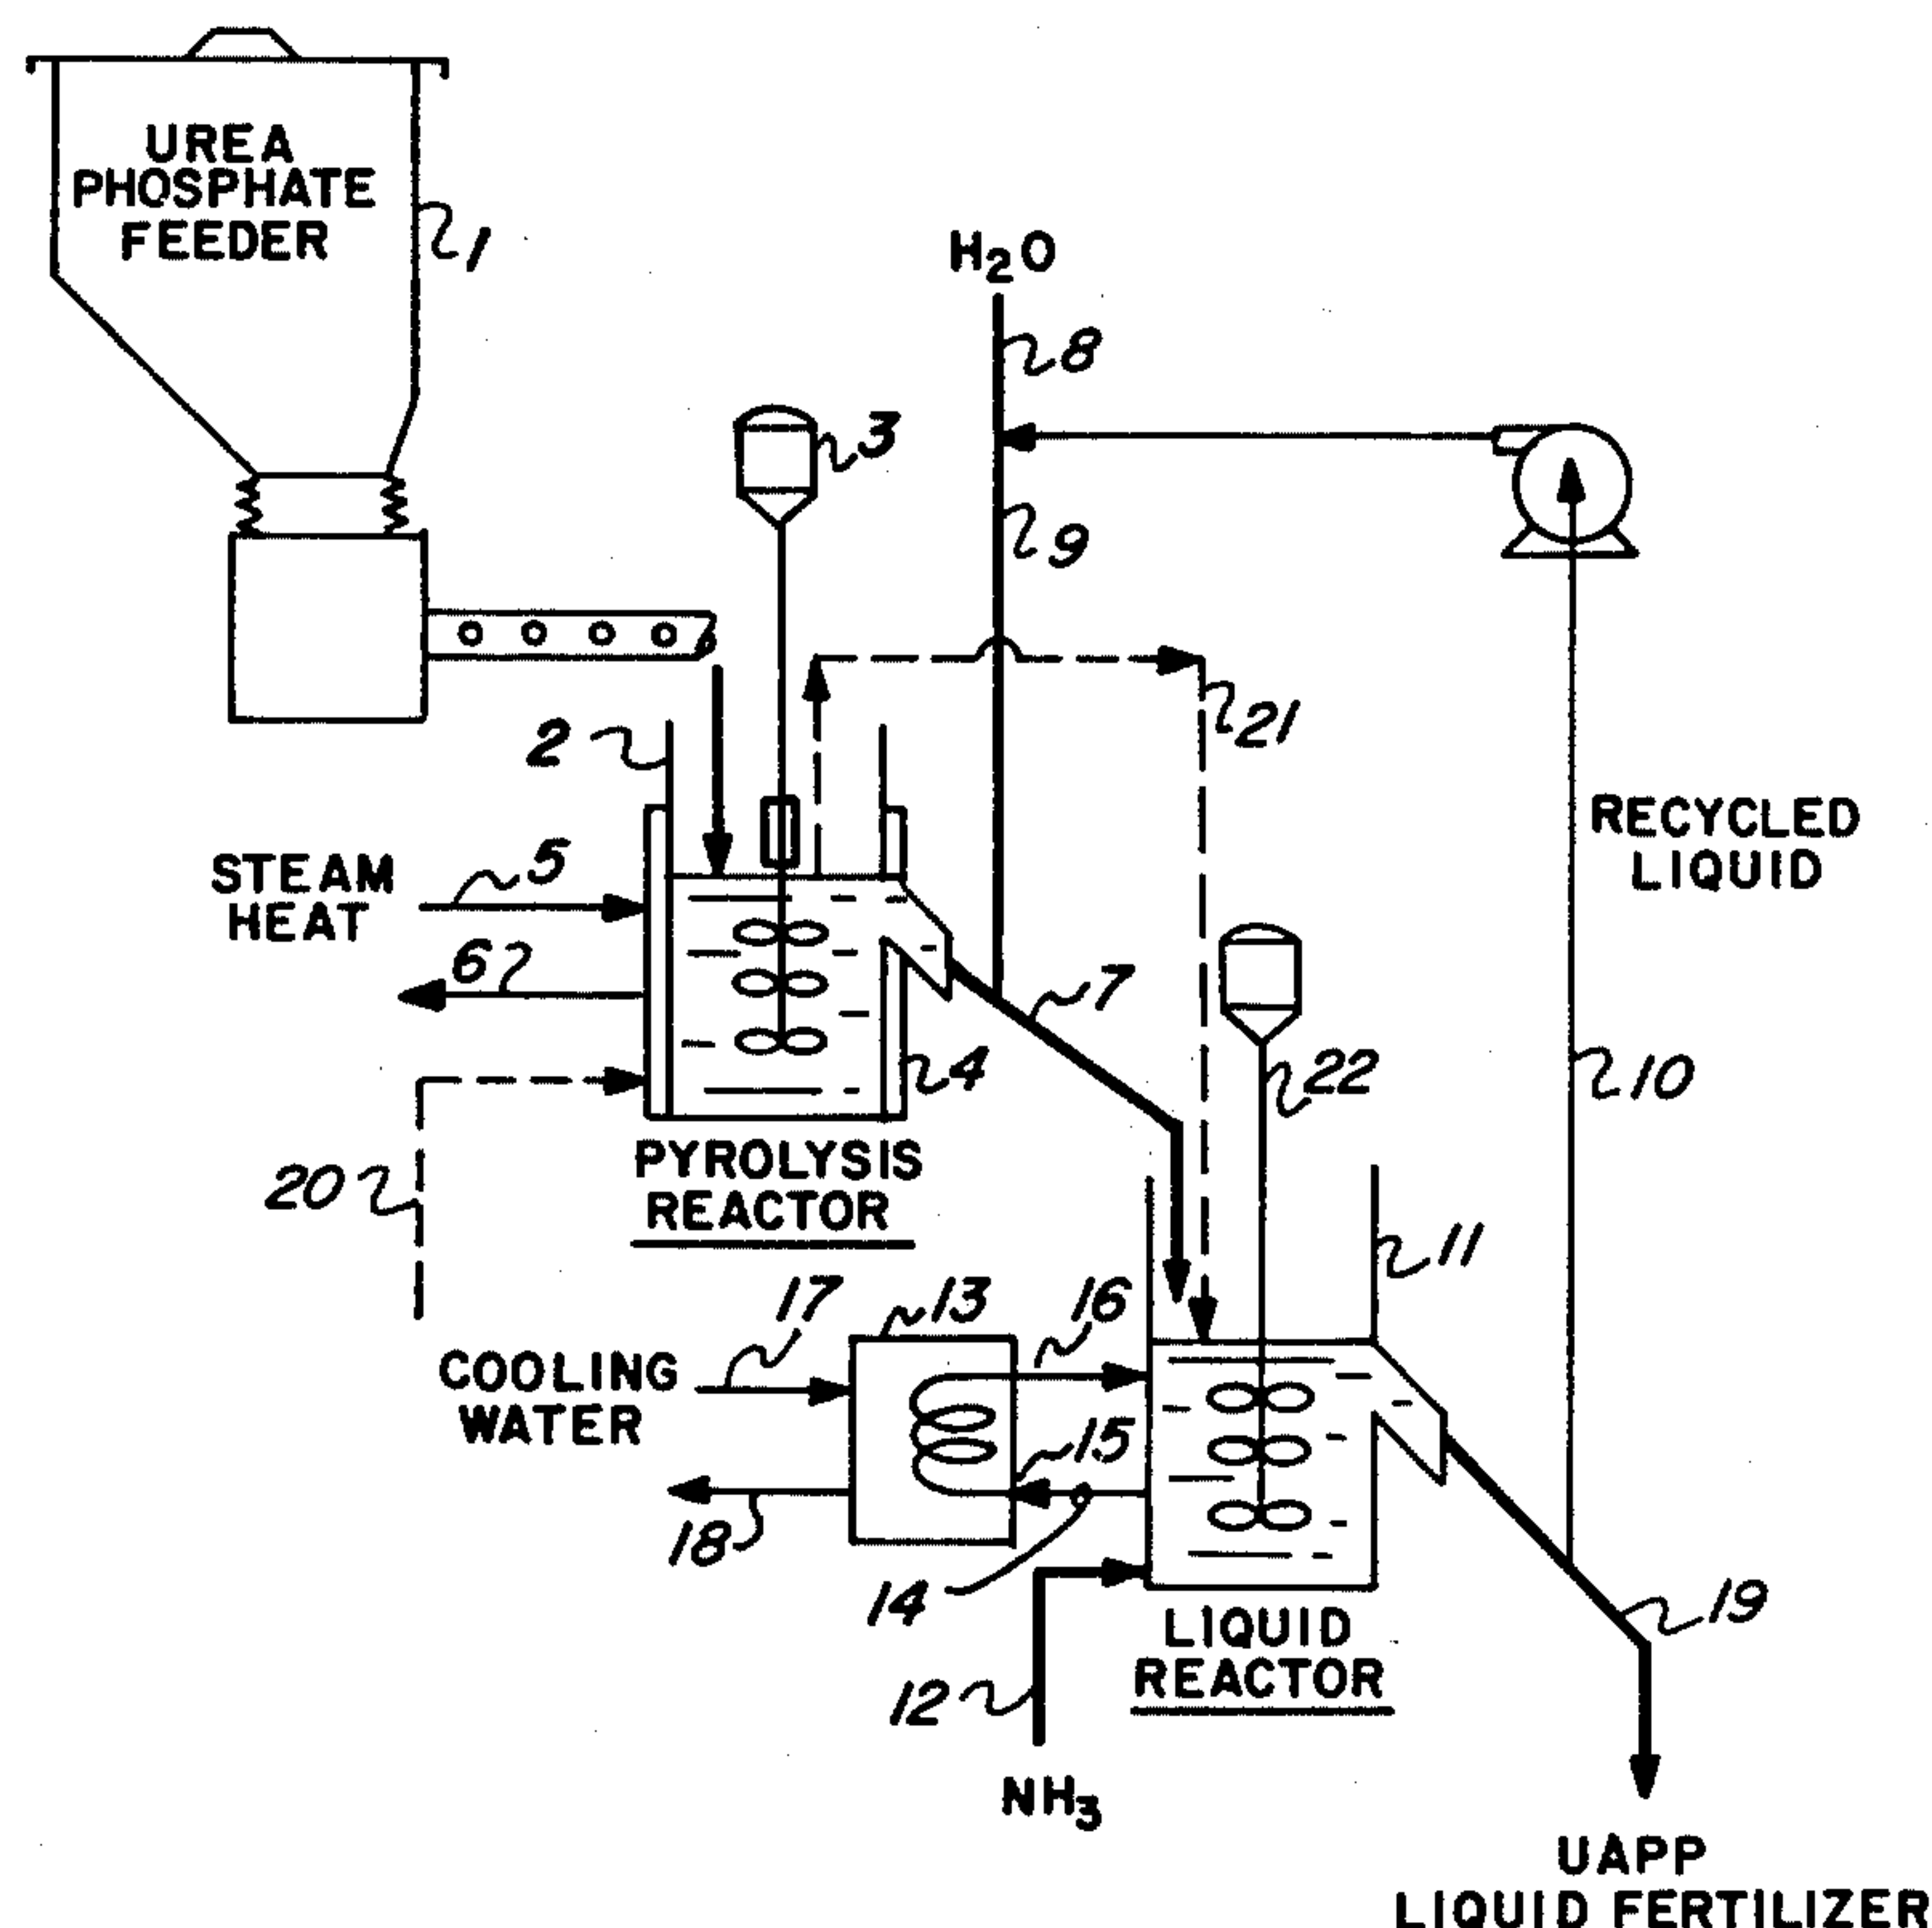 UREA
PHOSPHATE
FEEDER
1
H2O
8
3
9
2
21
RECYCLED
LIQUID
STEAM
HEAT
5
6
7
4
22
10
20
PYROLYSIS
REACTOR
11
17
13
16
COOLING
WATER
15
18
14
19
LIQUID
REACTOR
12
NH3
UAPP
LIQUID FERTILIZER